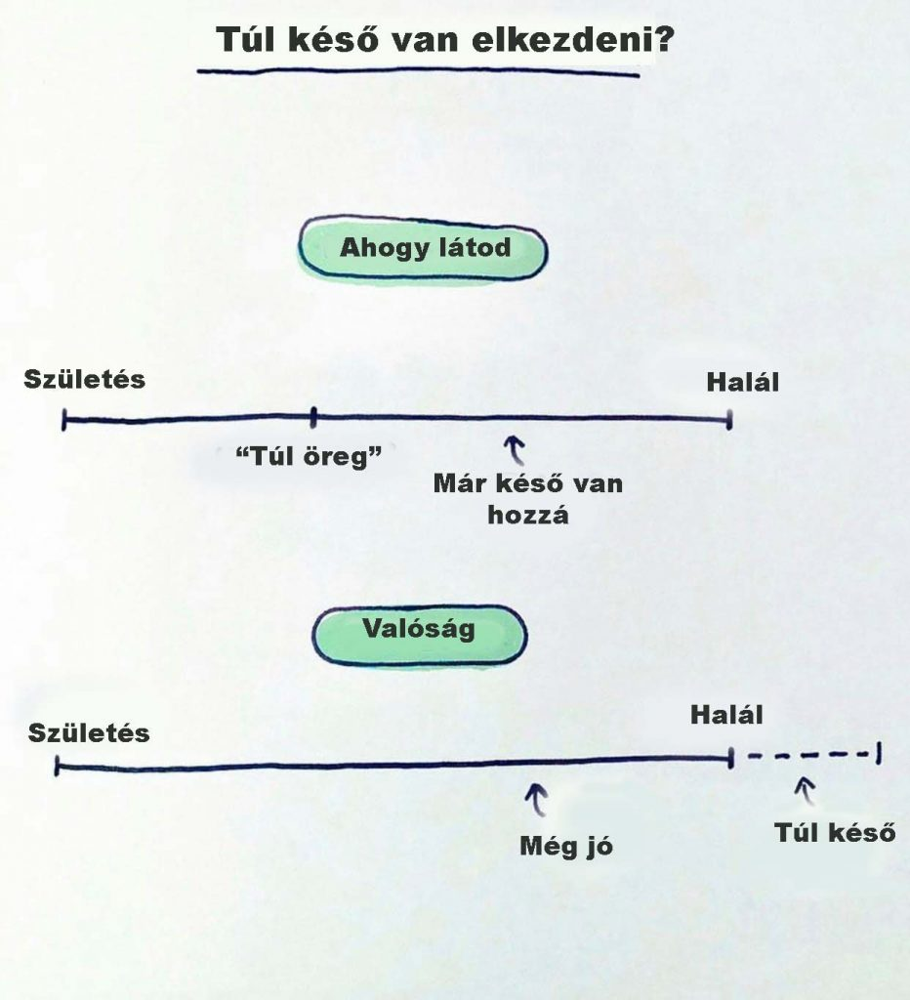 Túl késő van elkezdeni?
Ahogy látod
Születés
Halál
“Túl öreg”
Már késő van
hozzá
Valóság
Halál
Születés
Még jó
Túl késő